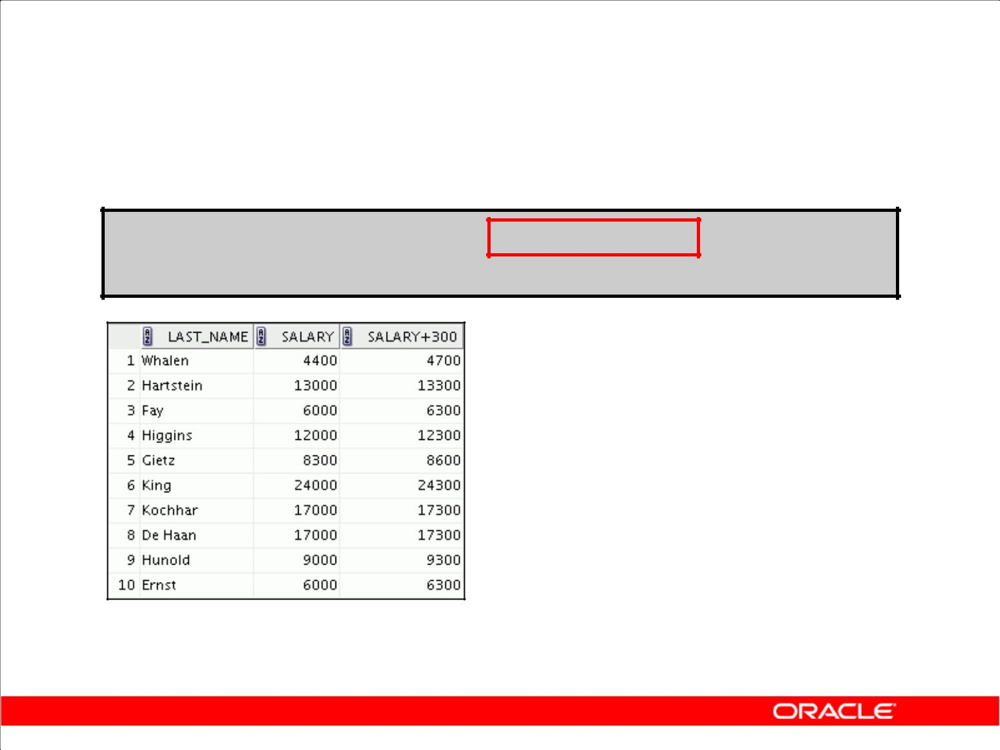 LAST_NAME SALARY SALARY+300
1 Whalen 4400 4700
2 Hartstein 13000 13300
3 Fay 6000 6300
4 Higgins 12000 12300
5 Gietz 8300 8600
6 King 24000 24300
7 Kochhar 17000 17300
8 De Haan 17000 17300
9 Hunold 9000 9300
10 Ernst 6000 6300
ORACLE